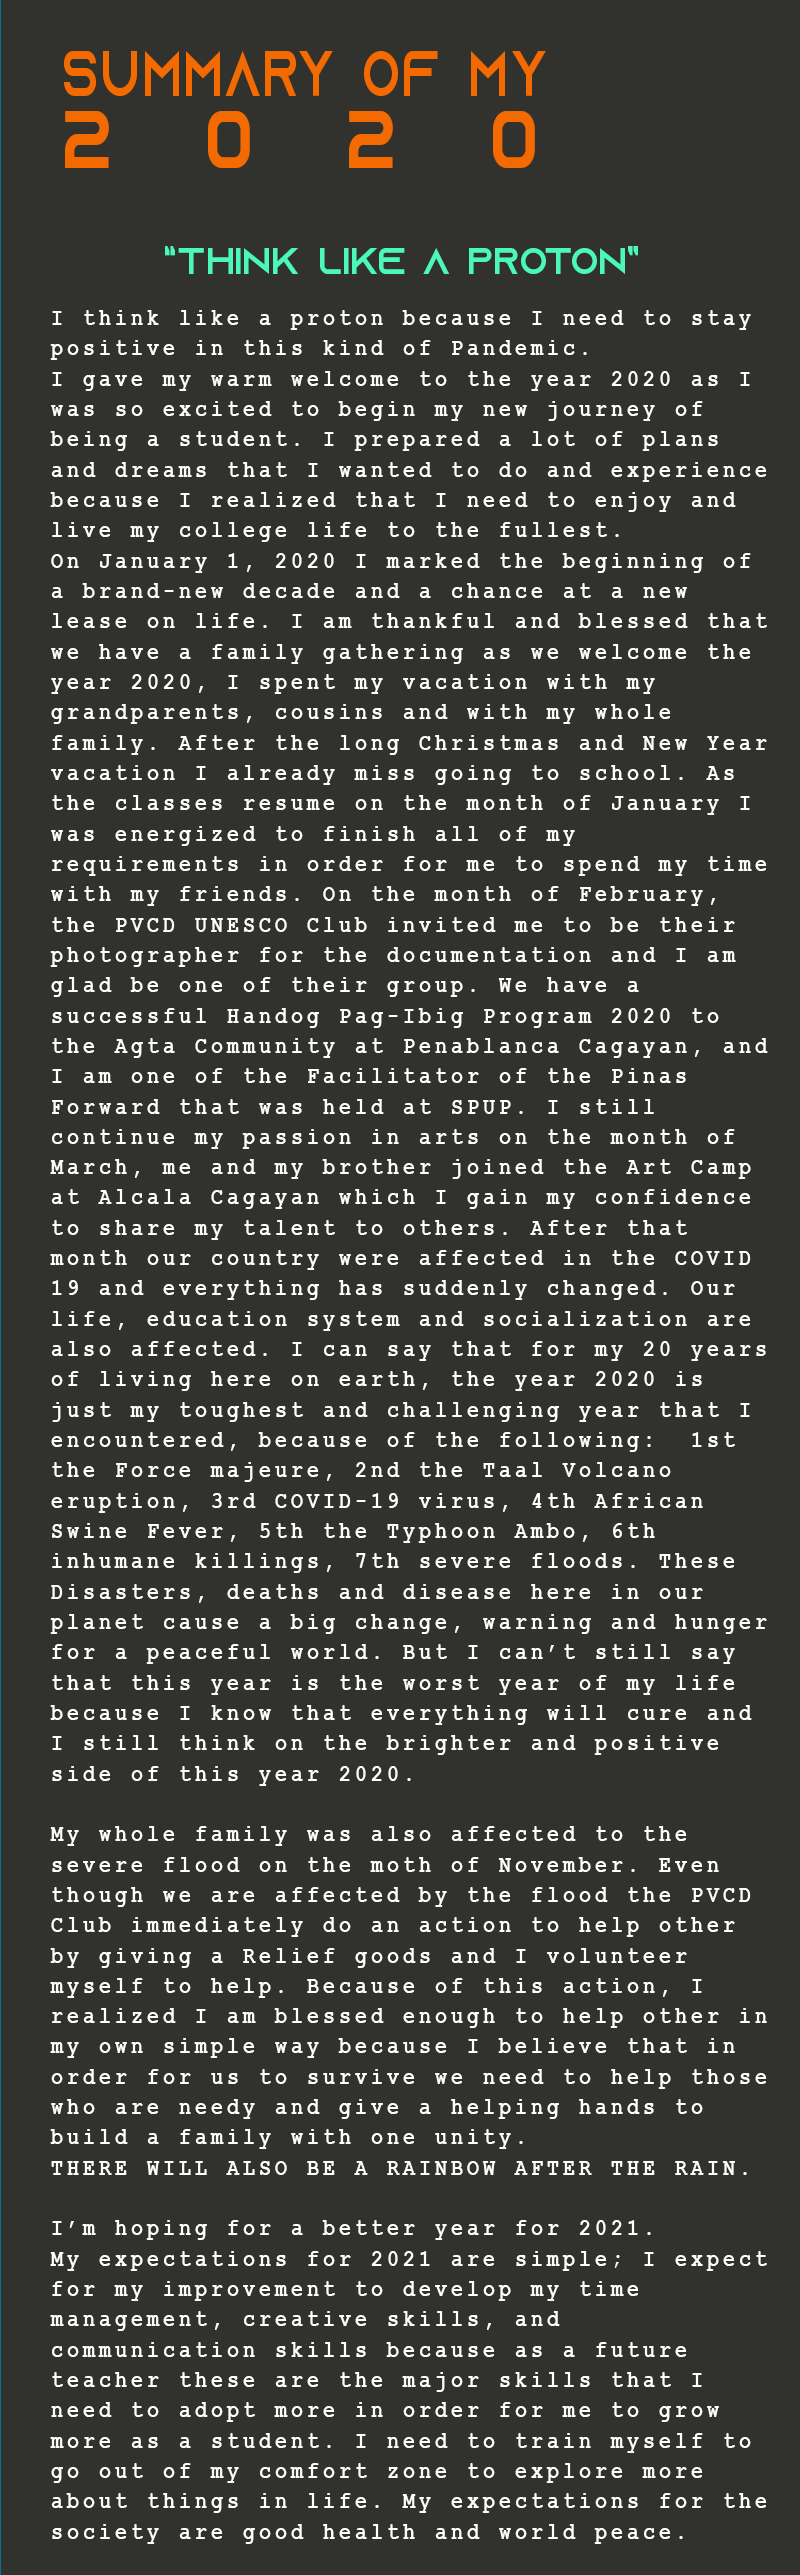 SUMMARY OF MY
2 0 2 0
"THINK LIKE A PROTON"
I think like a proton because I need to stay
positive in this kind of Pandemic.
I gave my warm welcome to the year 2020 as I
was so excited to begin my new journey of
being a student. I prepared a lot of plans
and dreams that I wanted to do and experience
because I realized that I need to enjoy and
live my college life to the fullest.
On January 1, 2020 I marked the beginning of
a brand-new decade and a chance at a new
lease on life. I am thankful and blessed that
we have a family gathering as we welcome the
year 2020, I spent my vacation with my
grandparents, cousins and with my whole
family. After the long Christmas and New Year
vacation I already miss going to school. As
the classes resume on the month of January I
was energized to finish all of my
requirements in order for me to spend my time
with my friends. On the month of February,
the PVCD UNESCO Club invited me to be their
photographer for the documentation and I am
glad be one of their group. We have a
successful Handog Pag-Ibig Program 2020 to
the Agta Community at Penablanca Cagayan, and
I am one of the Facilitator of the Pinas
Forward that was held at SPUP. I still
continue my passion in arts on the month of
March, me and my brother joined the Art Camp
at Alcala Cagayan which I gain my confidence
to share my talent to others. After that
month our country were affected in the COVID
19 and everything has suddenly changed. Our
life, education system and socialization are
also affected. I can say that for my 20 years
of living here on earth, the year 2020 is
just my toughest and challenging year that I
encountered, because of the following:  1st
the Force majeure, 2nd the Taal Volcano
eruption, 3rd COVID-19 virus, 4th African
Swine Fever, 5th the Typhoon Ambo, 6th
inhumane killings, 7th severe floods. These
Disasters, deaths and disease here in our
planet cause a big change, warning and hunger
for a peaceful world. But I can't still say
that this year is the worst year of my life
because I know that everything will cure and
I still think on the brighter and positive
side of this year 2020.
My whole family was also affected to the
severe flood on the moth of November. Even
though we are affected by the flood the PVCD
Club immediately do an action to help other
by giving a Relief goods and I volunteer
myself to help. Because of this action, I
realized I am blessed enough to help other in
my own simple way because I believe that in
order for us to survive we need to help those
who are needy and give a helping hands to
build a family with one unity.
THERE WILL ALSO BE A RAINBOW AFTER THE RAIN.
I'm hoping for a better year for 2021.
My expectations for 2021 are simple; I expect
for my improvement to develop my time
management, creative skills, and
communication skills because as a future
teacher these are the major skills that I
need to adopt more in order for me to grow
more as a student. I need to train myself to
go out of my comfort zone to explore more
about things in life. My expectations for the
society are good health and world peace.